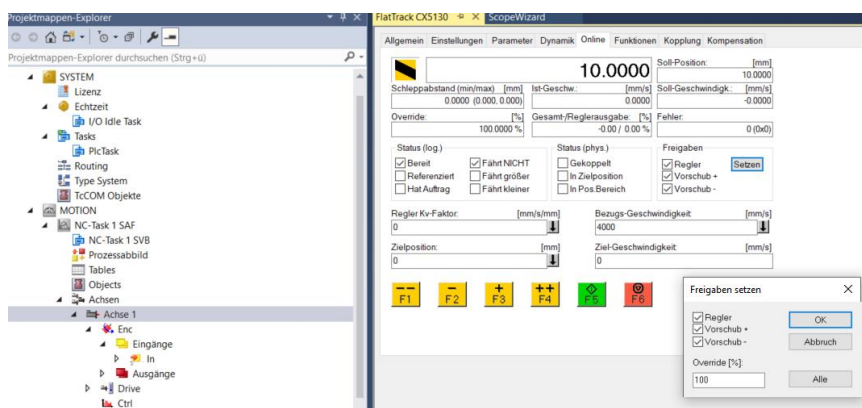 Projektmappen-Explorer
Projektmappen-Explorer durchsuchen (Strg+ü)
SYSTEM
Lizenz
Echtzeit
I/O Idle Task
Tasks
PlcTask
Routing
Type System
TcCOM Objekte
MOTION
NC-Task 1 SAF
NC-Task 1 SVB
Prozessabbild
Tables
Objects
Achsen
Achse 1
Enc
Eingänge
In
Ausgänge
Drive
Ctrl
FlatTrack CX5130 ScopeWizard
Allgemein Einstellungen Parameter Dynamik Online Funktionen Kopplung Kompensation
10.0000
Soll-Position: [mm]
10.0000
Schleppabstand (min/max) [mm] Ist-Geschw.: [mm/s] Soll-Geschwindigk.: [mm/s]
0.0000 (0.000, 0.000) 0.0000 -0.0000
Override: [%] Gesamt-/Reglerausgabe: [%] Fehler:
100.0000 % -0.00 / 0.00 % 0 (0x0)
Status (log.) Status (phys.) Freigaben
Bereit Fährt NICHT Gekoppelt Regler Setzen
Referenziert Fährt größer In Zielposition Vorschub +
Hat Auftrag Fährt kleiner In Pos.Bereich Vorschub -
Regler Kv-Faktor: [mm/s/mm] Bezugs-Geschwindigkeit: [mm/s]
0 4000
Zielposition: [mm] Ziel-Geschwindigkeit: [mm/s]
0 0
-- - + ++
F1 F2 F3 F4 F5 F6
Freigaben setzen
Regler OK
Vorschub +
Vorschub - Abbruch
Override [%]:
100 Alle